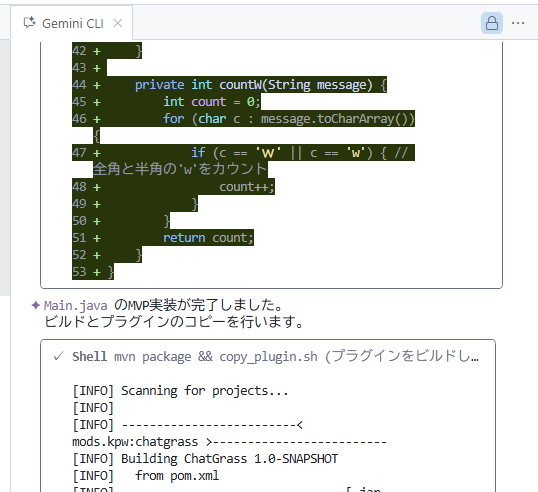 Gemini CLI
42 +     }
43 +
44 +     private int countW(String message) {
45 +         int count = 0;
46 +         for (char c : message.toCharArray())
{
47 +             if (c == 'ｗ' || c == 'w') { //
全角と半角の'w'をカウント
48 +                 count++;
49 +             }
50 +         }
51 +         return count;
52 +     }
53 + }
✦ Main.java のMVP実装が完了しました。
ビルドとプラグインのコピーを行います。
✓ Shell mvn package && copy_plugin.sh (プラグインをビルドし…
[INFO] Scanning for projects...
[INFO]
[INFO] -----------------------<
mods.kpw:chatgrass >-----------------------
[INFO] Building ChatGrass 1.0-SNAPSHOT
[INFO]   from pom.xml